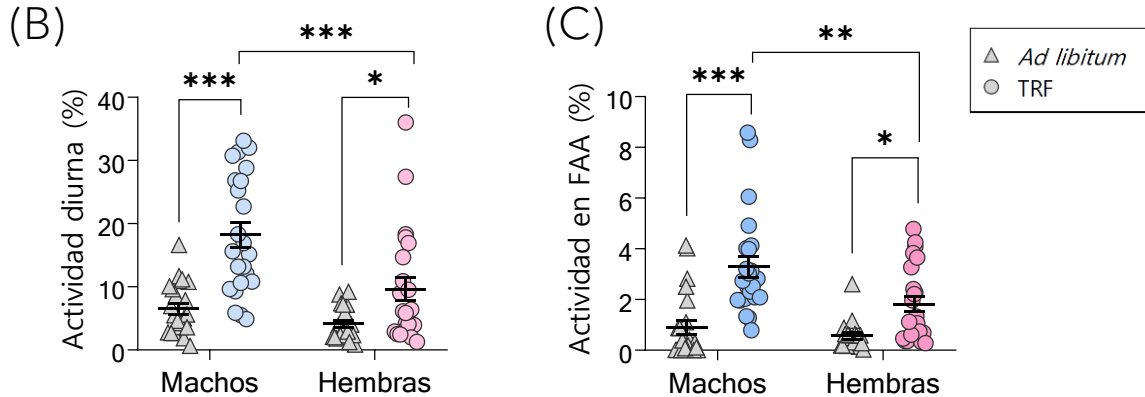 (B)
***
***
*
Actividad diurna (%)
40
30
20
10
0
Machos
Hembras
(C)
**
***
*
Actividad en FAA (%)
10
8
6
4
2
0
Machos
Hembras
Ad libitum
TRF